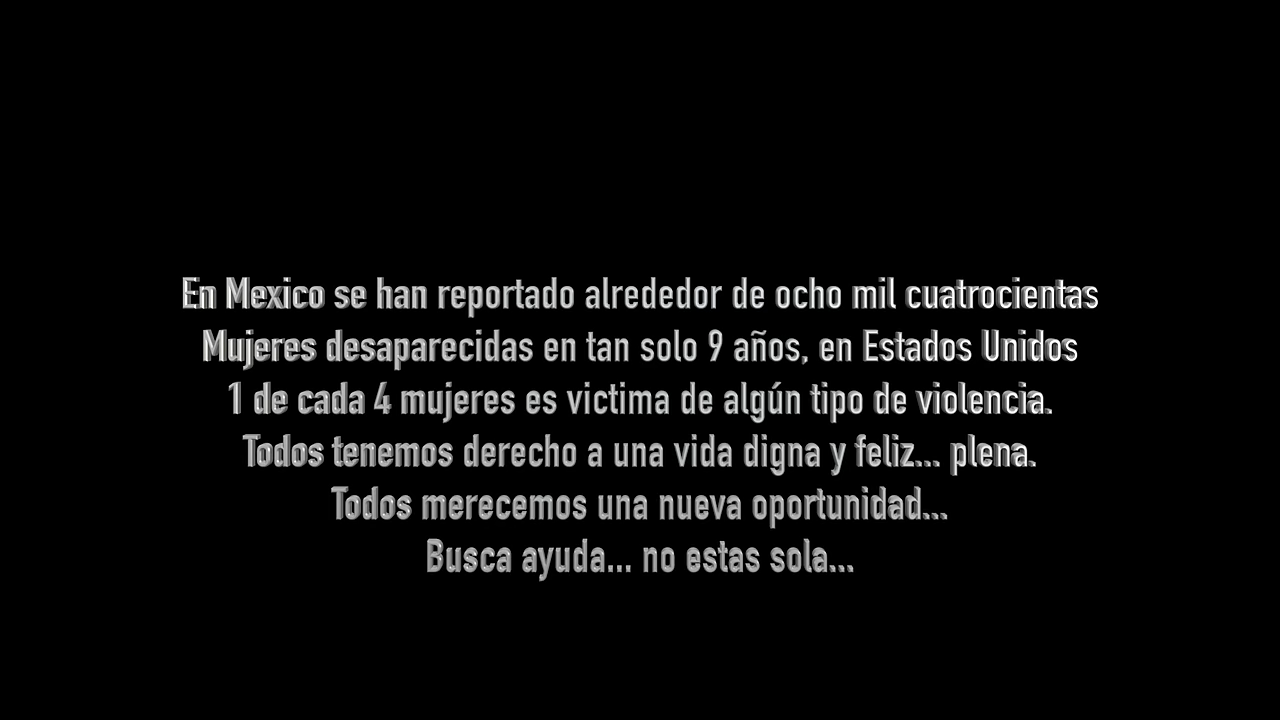 En Mexico se han reportado alrededor de ocho mil cuatrocientas
Mujeres desaparecidas en tan solo 9 años, en Estados Unidos
1 de cada 4 mujeres es victima de algún tipo de violencia.
Todos tenemos derecho a una vida digna y feliz... plena.
Todos merecemos una nueva oportunidad...
Busca ayuda... no estas sola...